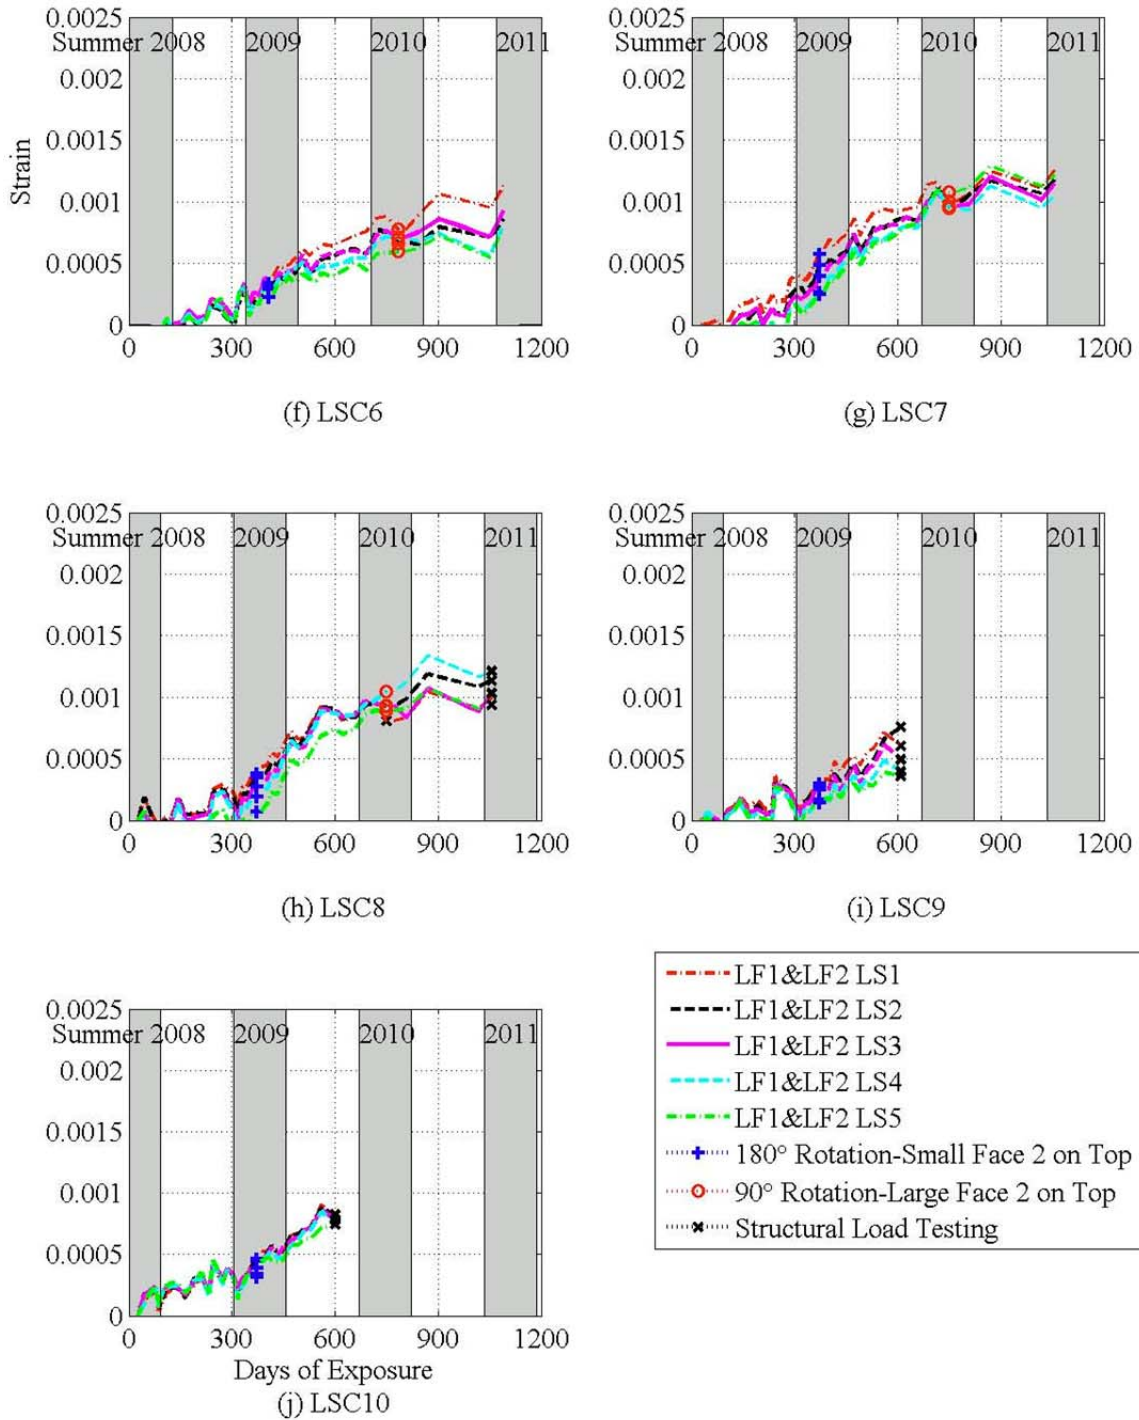 0.0025
Summer 2008 2009 2010 2011
0.002
0.0015
0.001
0.0005
0
0 300 600 900 1200
Strain
(f) LSC6
0.0025
Summer 2008 2009 2010 2011
0.002
0.0015
0.001
0.0005
0
0 300 600 900 1200
(g) LSC7
0.0025
Summer 2008 2009 2010 2011
0.002
0.0015
0.001
0.0005
0
0 300 600 900 1200
(h) LSC8
0.0025
Summer 2008 2009 2010 2011
0.002
0.0015
0.001
0.0005
0
0 300 600 900 1200
(i) LSC9
0.0025
Summer 2008 2009 2010 2011
0.002
0.0015
0.001
0.0005
0
0 300 600 900 1200
Days of Exposure
(j) LSC10
LF1&LF2 LS1
LF1&LF2 LS2
LF1&LF2 LS3
LF1&LF2 LS4
LF1&LF2 LS5
180° Rotation-Small Face 2 on Top
90° Rotation-Large Face 2 on Top
Structural Load Testing